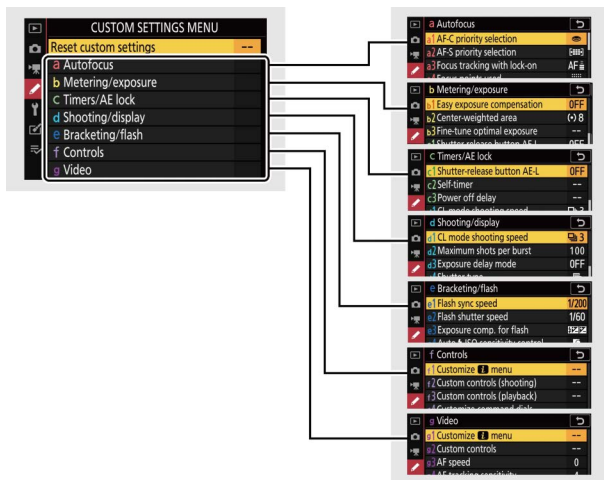 CUSTOM SETTINGS MENU
Reset custom settings --
a Autofocus
b Metering/exposure
c Timers/AE lock
d Shooting/display
e Bracketing/flash
f Controls
g Video
a Autofocus
a1 AF-C priority selection
a2 AF-S priority selection
a3 Focus tracking with lock-on AF
b Metering/exposure
b1 Easy exposure compensation OFF
b2 Center-weighted area (•) 8
b3 Fine-tune optimal exposure --
c Timers/AE lock
c1 Shutter-release button AE-L OFF
c2 Self-timer --
c3 Power off delay --
d Shooting/display
d1 CL mode shooting speed 3
d2 Maximum shots per burst 100
d3 Exposure delay mode OFF
e Bracketing/flash
e1 Flash sync speed 1/200
e2 Flash shutter speed 1/60
e3 Exposure comp. for flash
f Controls
f1 Customize i menu --
f2 Custom controls (shooting) --
f3 Custom controls (playback) --
g Video
g1 Customize i menu --
g2 Custom controls --
g3 AF speed 0